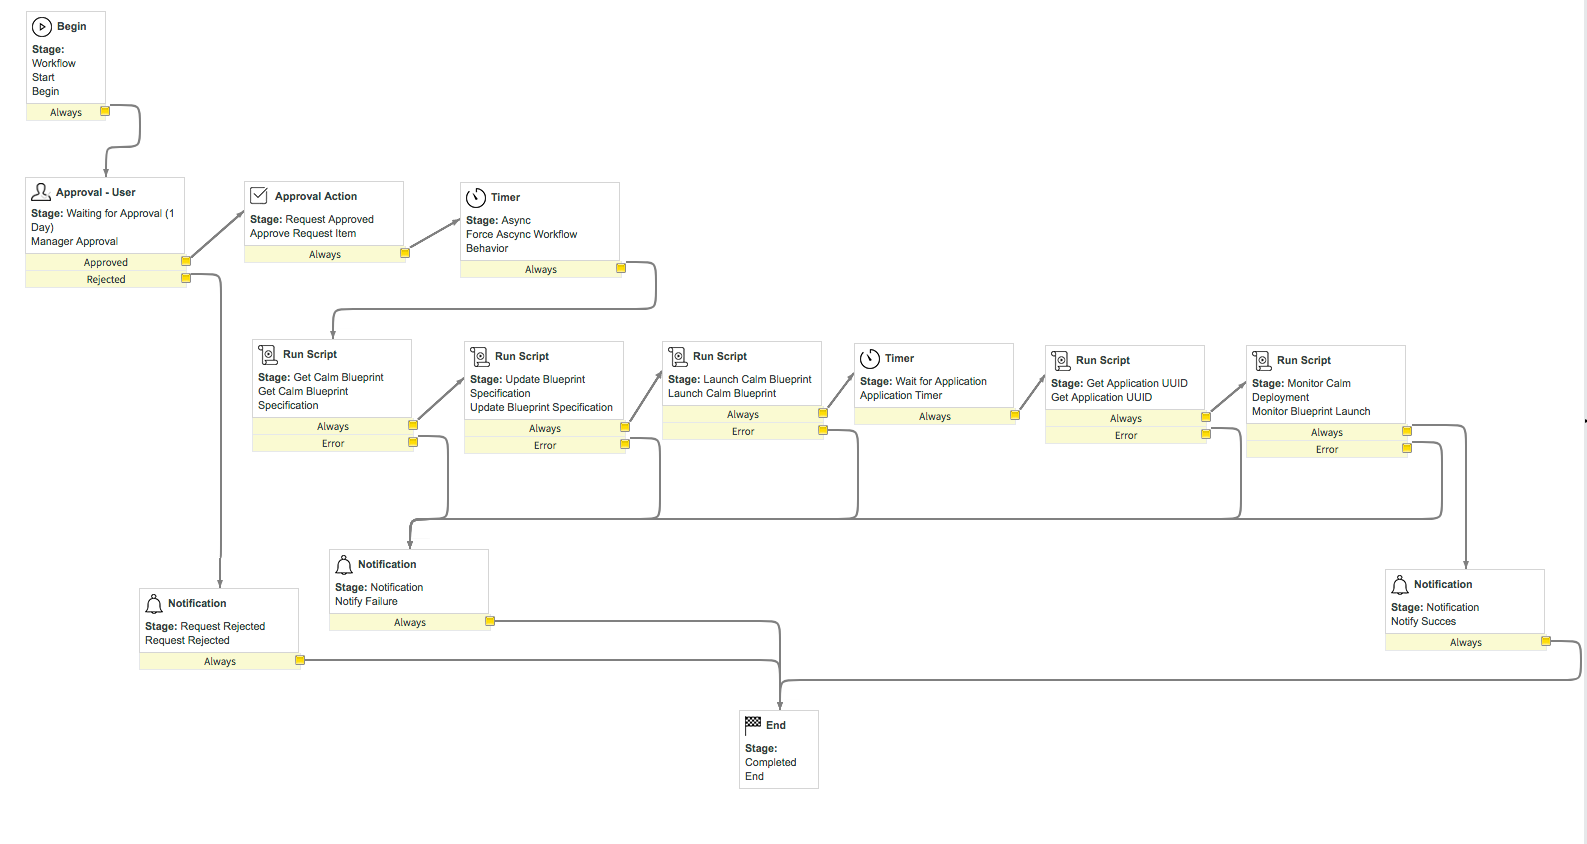 Begin
Stage:
Workflow
Start
Begin
Always
Approval - User
Stage: Waiting for Approval (1
Day)
Manager Approval
Approved
Rejected
Approval Action
Stage: Request Approved
Approve Request Item
Always
Timer
Stage: Async
Force Ascync Workflow
Behavior
Always
Run Script
Stage: Get Calm Blueprint
Get Calm Blueprint
Specification
Always
Error
Run Script
Stage: Update Blueprint
Specification
Update Blueprint Specification
Always
Error
Run Script
Stage: Launch Calm Blueprint
Launch Calm Blueprint
Always
Error
Timer
Stage: Wait for Application
Application Timer
Always
Run Script
Stage: Get Application UUID
Get Application UUID
Always
Error
Run Script
Stage: Monitor Calm
Deployment
Monitor Blueprint Launch
Always
Error
Notification
Stage: Request Rejected
Request Rejected
Always
Notification
Stage: Notification
Notify Failure
Always
Notification
Stage: Notification
Notify Succes
Always
End
Stage:
Completed
End